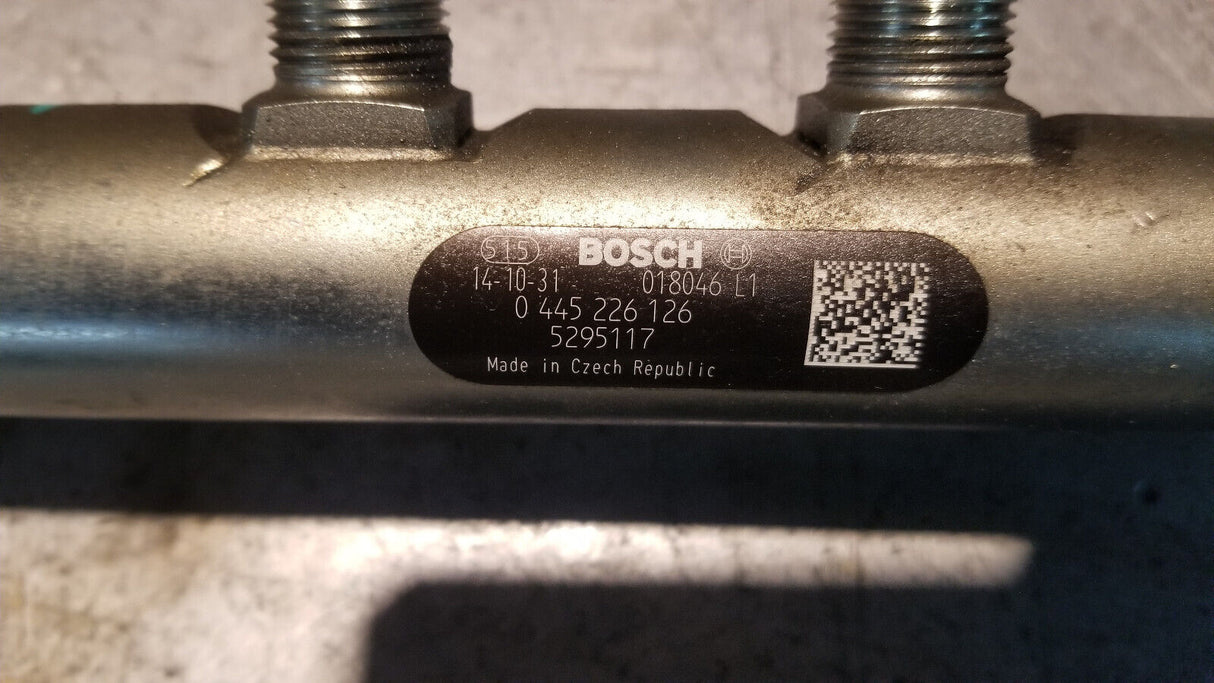 515 BOSCH
14-10-31 018046 L1
0 445 226 126
5295117
Made in Czech Republic